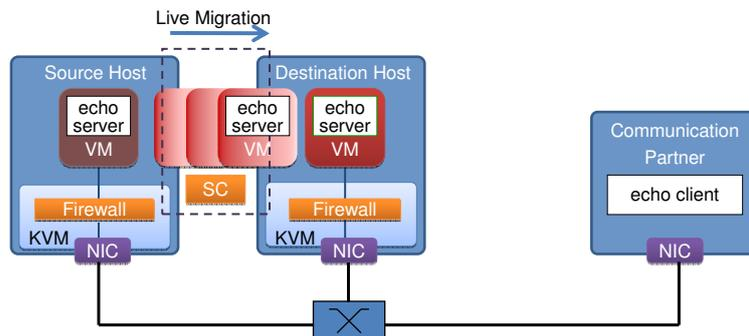 Live Migration
Source Host
Destination Host
echo
server
VM
echo
server
VM
echo
server
VM
SC
Firewall
KVM
NIC
Firewall
KVM
NIC
Communication
Partner
echo client
NIC